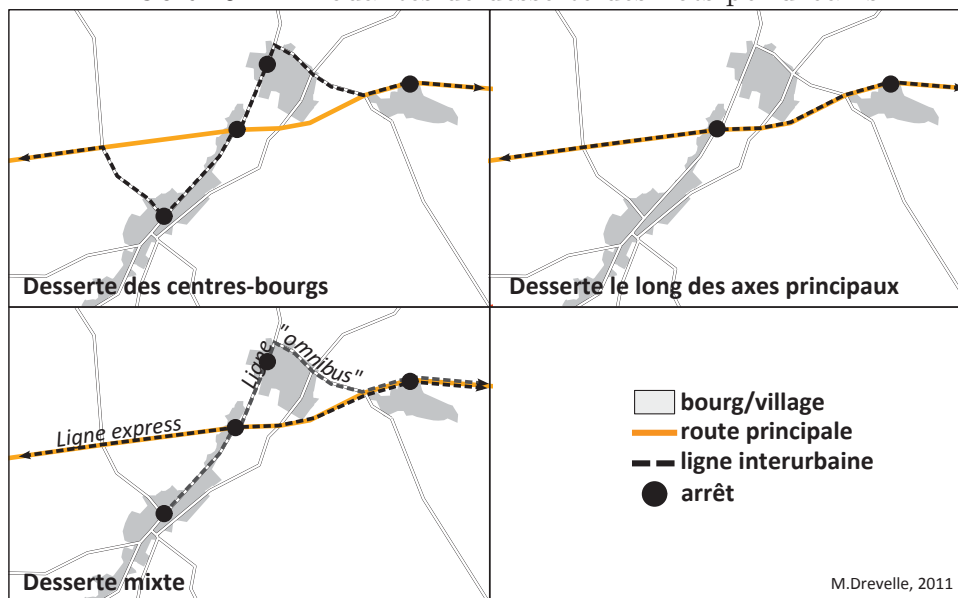 Desserte des centres-bourgs
Desserte le long des axes principaux
Ligne "omnibus"
Ligne express
Desserte mixte
bourg/village
route principale
ligne interurbaine
arrêt
M.Drevelle, 2011